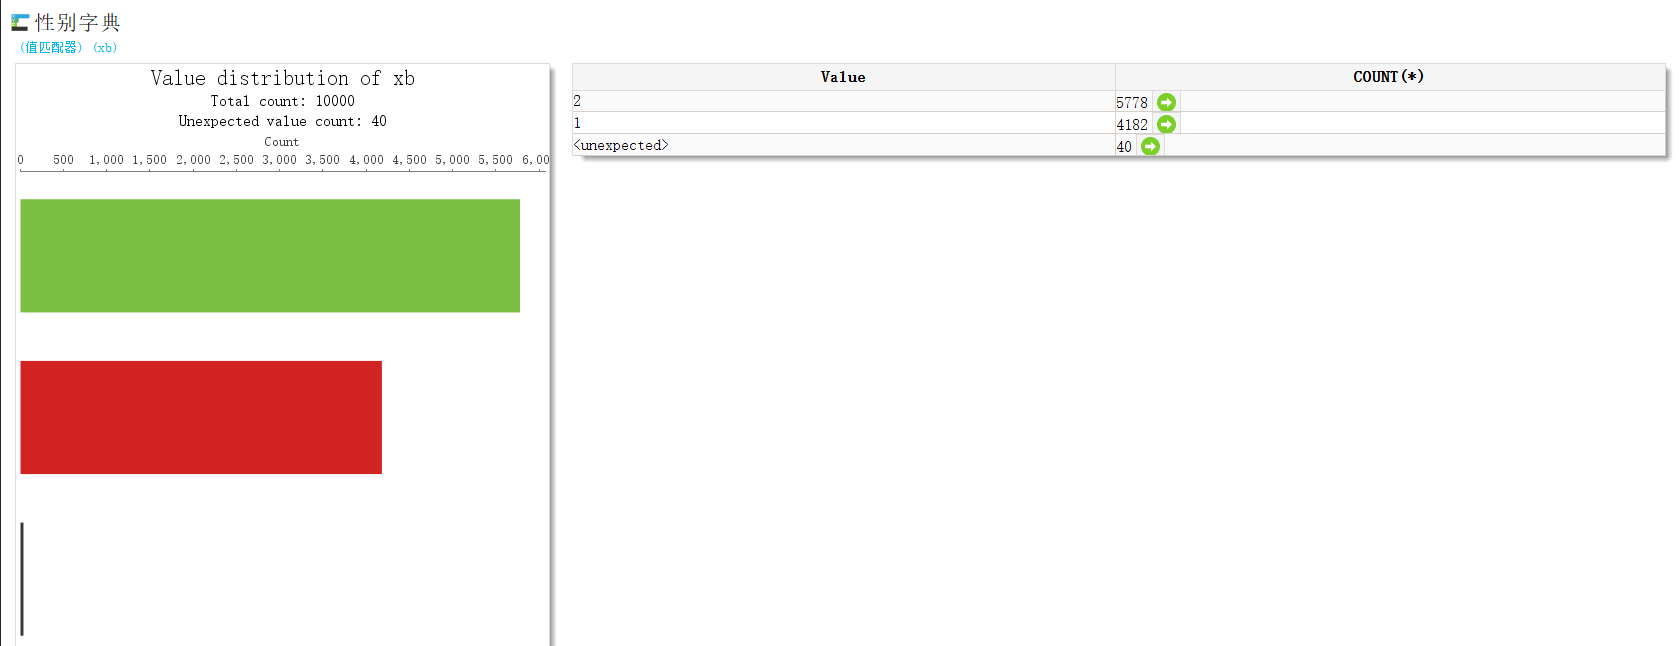 性别字典
(值匹配器) (xb)
Value distribution of xb
Total count: 10000
Unexpected value count: 40
Count
0 500 1,000 1,500 2,000 2,500 3,000 3,500 4,000 4,500 5,000 5,500 6,00
Value COUNT(*)
2 5778
1 4182
<unexpected> 40